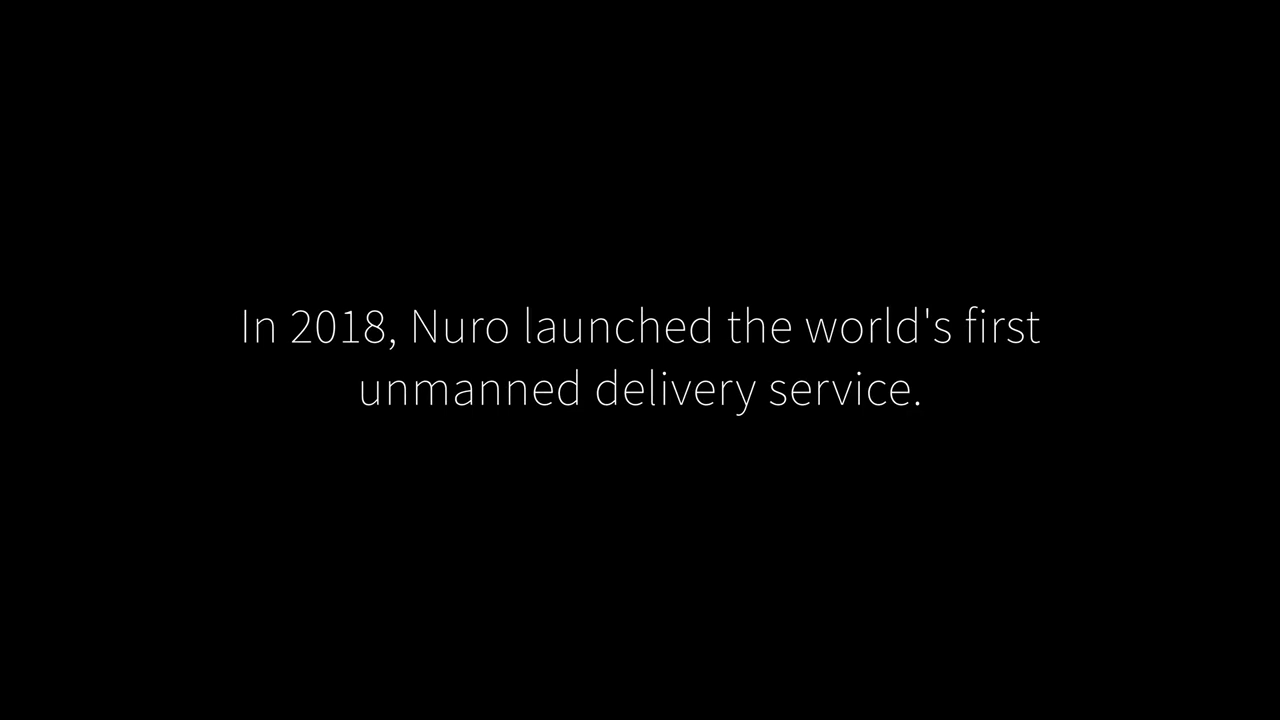 In 2018, Nuro launched the world's first
unmanned delivery service.